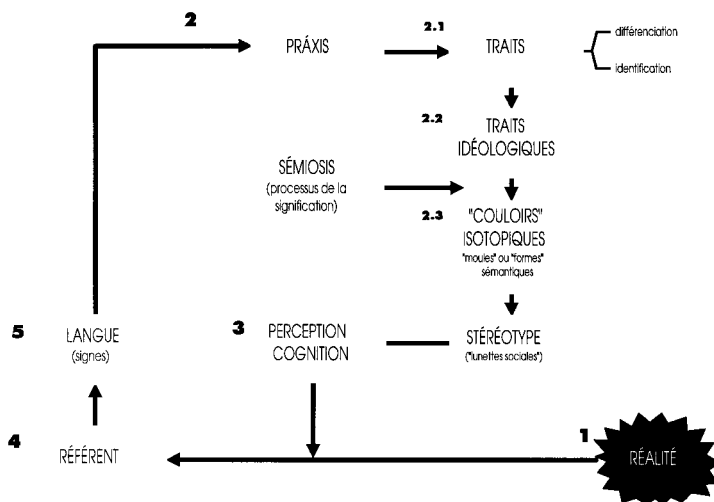 2
PRÁXIS
2.1
TRAITS
différenciation
identification
2.2
TRAITS
IDÉOLOGIQUES
SÉMIOSIS
(processus de la
signification)
2.3
"COULOIRS"
ISOTOPIQUES
"moules" ou "formes"
sémantiques
5
LANGUE
(signes)
3
PERCEPTION
COGNITION
STÉRÉOTYPE
("lunettes sociales")
4
RÉFÉRENT
1
RÉALITÉ